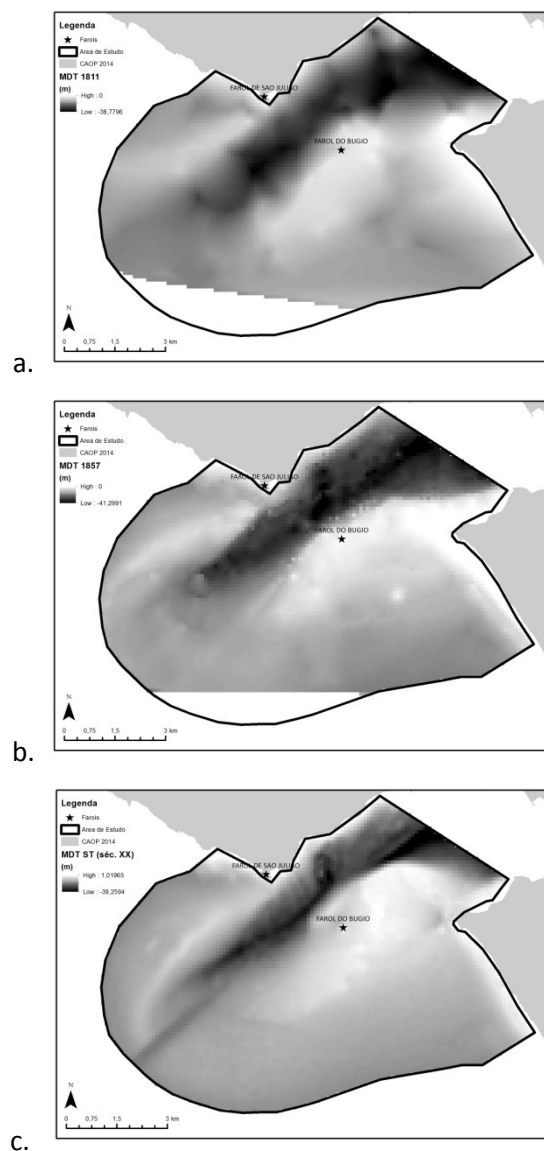 Legenda
Farois
Área de Estudo
CAOP 2014
MDT 1811
(m)
High : 0
Low : -38,7796
FAROL DE SAO JULIAO
FAROL DO BUGIO
N
0 0,75 1,5 3 km
a.
Legenda
Farois
Área de Estudo
CAOP 2014
MDT 1857
(m)
High : 0
Low : -41,2991
FAROL DE SAO JULIAO
FAROL DO BUGIO
N
0 0,75 1,5 3 km
b.
Legenda
Farois
Área de Estudo
CAOP 2014
MDT ST (séc. XX)
(m)
High : 1,01965
Low : -39,2594
FAROL DE SAO JULIAO
FAROL DO BUGIO
N
0 0,75 1,5 3 km
c.